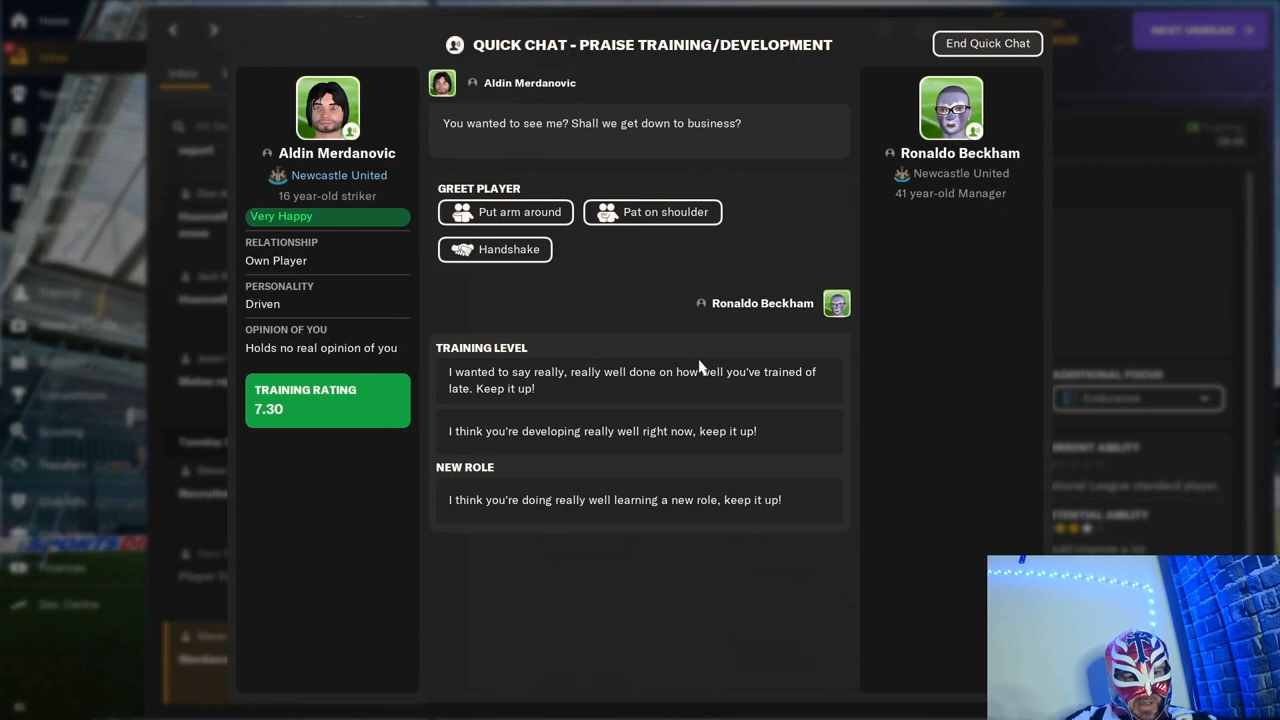 Home
NEXT UNREAD
QUICK CHAT - PRAISE TRAINING/DEVELOPMENT
End Quick Chat
Aldin Merdanovic
Newcastle United
16 year-old striker
Very Happy
RELATIONSHIP
Own Player
PERSONALITY
Driven
OPINION OF YOU
Holds no real opinion of you
TRAINING RATING
7.30
Aldin Merdanovic
You wanted to see me? Shall we get down to business?
GREET PLAYER
Put arm around
Pat on shoulder
Handshake
Ronaldo Beckham
TRAINING LEVEL
I wanted to say really, really well done on how well you've trained of
late. Keep it up!
I think you're developing really well right now, keep it up!
NEW ROLE
I think you're doing really well learning a new role, keep it up!
Ronaldo Beckham
Newcastle United
41 year-old Manager
Endurance